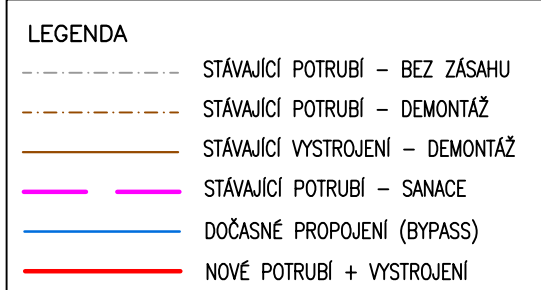 LEGENDA
STÁVAJÍCÍ POTRUBÍ – BEZ ZÁSAHU
STÁVAJÍCÍ POTRUBÍ – DEMONTÁŽ
STÁVAJÍCÍ VYSTROJENÍ – DEMONTÁŽ
STÁVAJÍCÍ POTRUBÍ – SANACE
DOČASNÉ PROPOJENÍ (BYPASS)
NOVÉ POTRUBÍ + VYSTROJENÍ